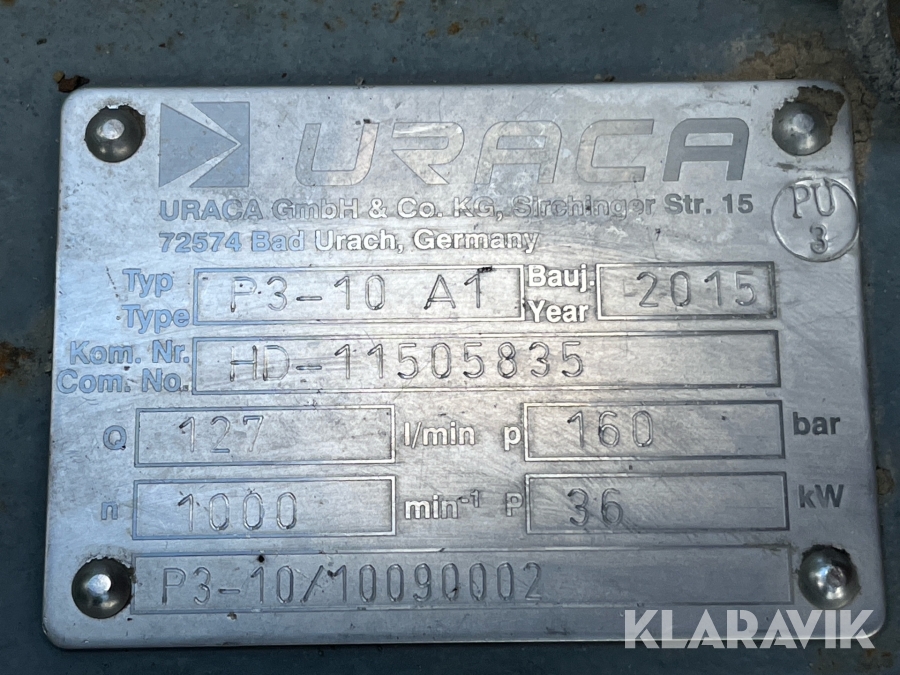 URACA
URACA GmbH & Co. KG, Sirchinger Str. 15
72574 Bad Urach, Germany
PU
3
Typ
Type
P3-10 A1
Bauj.
Year
2015
Kom. Nr.
Com. No.
HD-11505835
Q 127 l/min p 160 bar
n 1000 min⁻¹ P 36 kW
P3-10/10090002
KLARAVIK